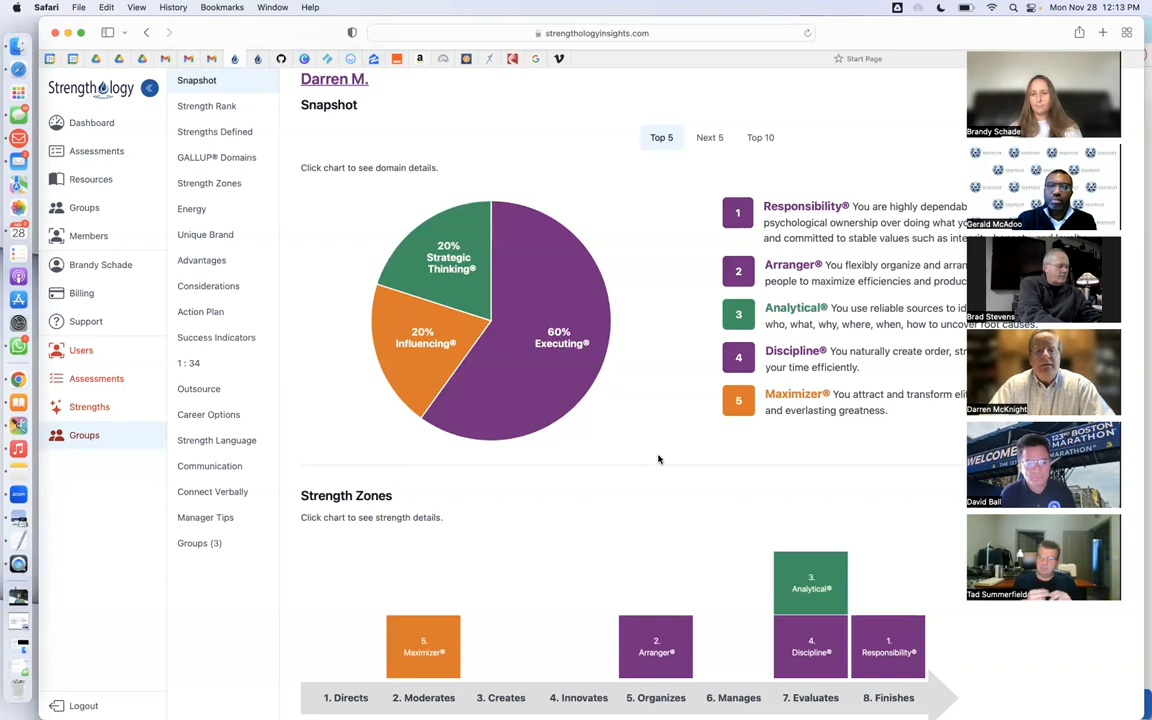 Safari File Edit View History Bookmarks Window Help
Mon Nov 28 12:13 PM
strengthologyinsights.com
Start Page
Strengthology
Dashboard
Assessments
Resources
Groups
Members
Brandy Schade
Billing
Support
Users
Assessments
Strengths
Groups
Logout
Snapshot
Strength Rank
Strengths Defined
GALLUP® Domains
Strength Zones
Energy
Unique Brand
Advantages
Considerations
Action Plan
Success Indicators
1 : 34
Outsource
Career Options
Strength Language
Communication
Connect Verbally
Manager Tips
Groups (3)
Darren M.
Snapshot
Top 5 Next 5 Top 10
Click chart to see domain details.
20%
Strategic
Thinking®
20%
Influencing®
60%
Executing®
1
Responsibility® You are highly dependab
psychological ownership over doing what yo
and committed to stable values such as
2
Arranger® You flexibly organize and arran
people to maximize efficiencies and produc
3
Analytical® You use reliable sources to id
who, what, why, where, when, how to uncover root causes.
4
Discipline® You naturally create order, str
your time efficiently.
5
Maximizer® You attract and transform eli
and everlasting greatness.
Strength Zones
Click chart to see strength details.
3.
Analytical®
5.
Maximizer®
2.
Arranger®
4.
Discipline®
1.
Responsibility®
1. Directs 2. Moderates 3. Creates 4. Innovates 5. Organizes 6. Manages 7. Evaluates 8. Finishes
Brandy Schade
Gerald McAdoo
Brad Stevens
Darren McKnight
WELCOME
123RD BOSTON
MARATHON
David Ball
Tad Summerfield
28
zoom